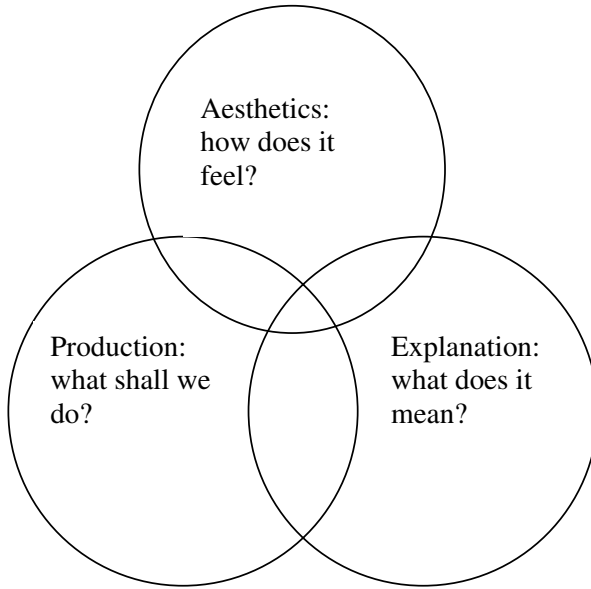 Aesthetics:
how does it
feel?
Production:
what shall we
do?
Explanation:
what does it
mean?